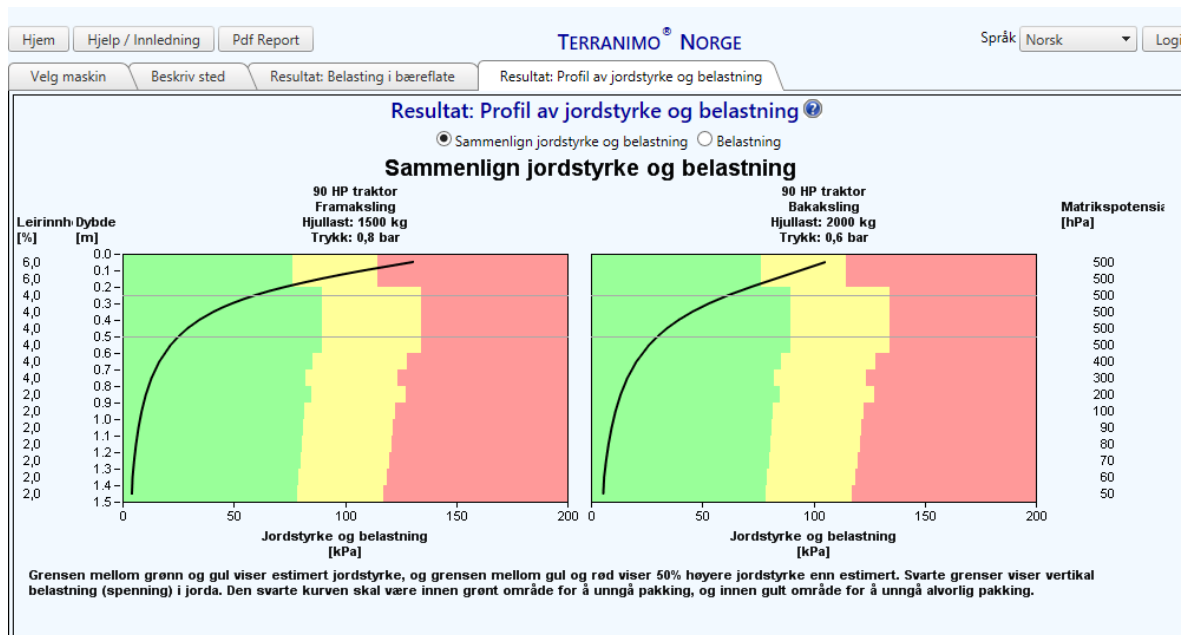 Hjem Hjelp / Innledning Pdf Report TERRANIMO® NORGE Språk Norsk Logi
Velg maskin Beskriv sted Resultat: Belasting i bæreflate Resultat: Profil av jordstyrke og belastning
Resultat: Profil av jordstyrke og belastning ?
Sammenlign jordstyrke og belastning Belastning
Sammenlign jordstyrke og belastning
90 HP traktor 90 HP traktor
Framaksling Bakaksling
Leirinnh Dybde Hjullast: 1500 kg Hjullast: 2000 kg Matrikspotensia
[%] [m] Trykk: 0,8 bar Trykk: 0,6 bar [hPa]
0.0
6,0 500
0.1
6,0 500
0.2
4,0 500
0.3
4,0 500
0.4
4,0 500
0.5
4,0 500
0.6
4,0 400
0.7
4,0 300
0.8
2,0 200
0.9
2,0 100
1.0
2,0 90
1.1
2,0 80
1.2
2,0 70
1.3
2,0 60
1.4
2,0 50
1.5
0 50 100 150 200 0 50 100 150 200
Jordstyrke og belastning Jordstyrke og belastning
[kPa] [kPa]
Grensen mellom grønn og gul viser estimert jordstyrke, og grensen mellom gul og rød viser 50% høyere jordstyrke enn estimert. Svarte grenser viser vertikal
belastning (spenning) i jorda. Den svarte kurven skal være innen grønt område for å unngå pakking, og innen gult område for å unngå alvorlig pakking.